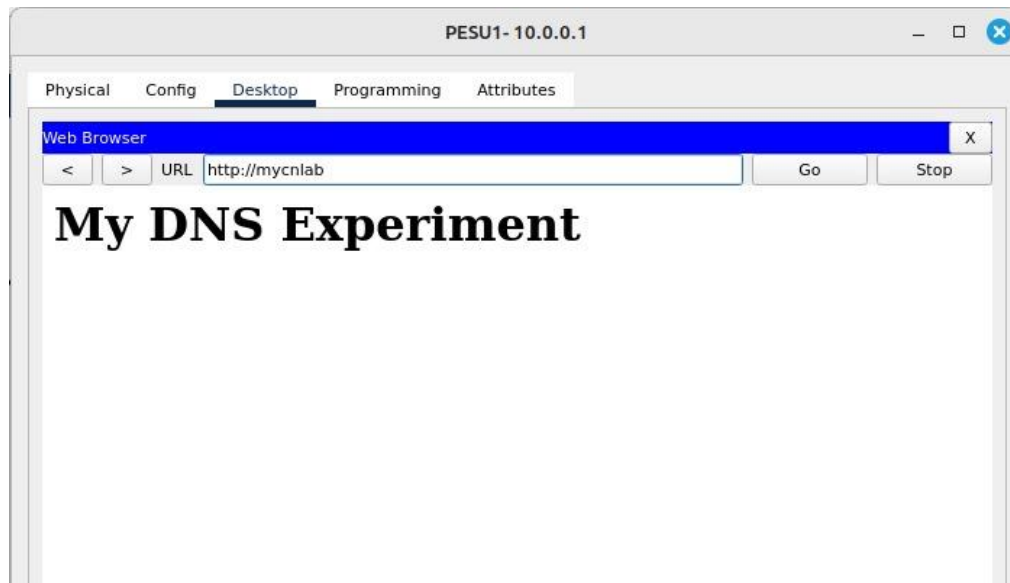 PESU1- 10.0.0.1
Physical Config Desktop Programming Attributes
Web Browser X
< > URL http://mycnlab Go Stop
My DNS Experiment